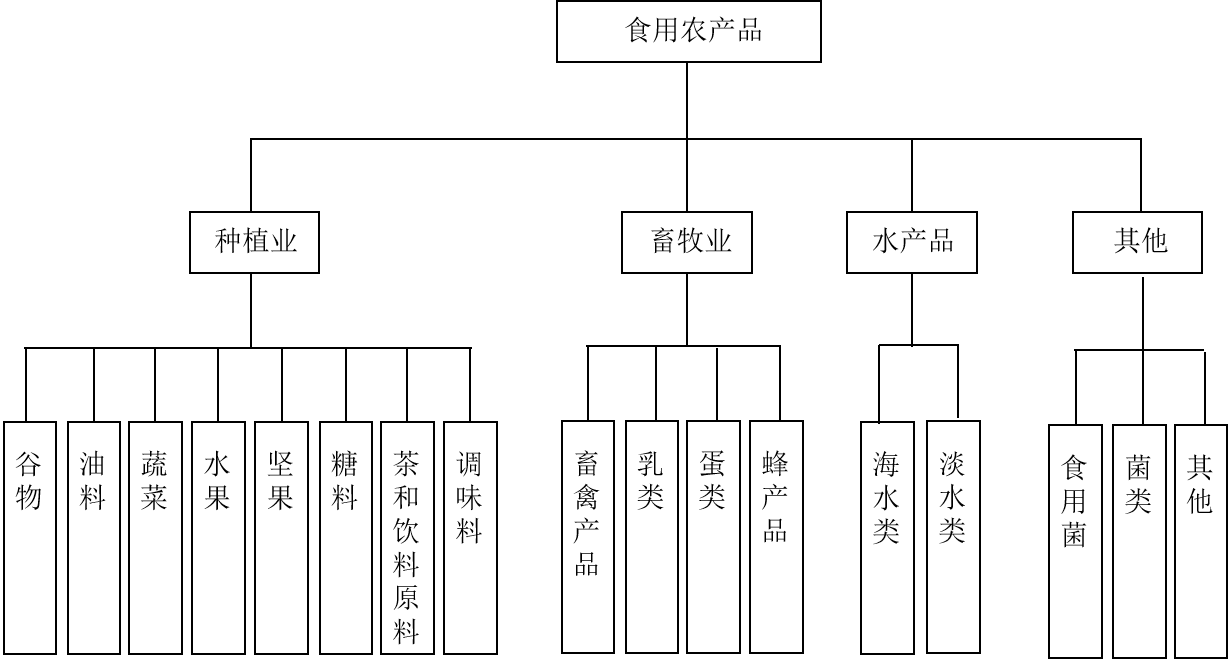 食用农产品
种植业
畜牧业
水产品
其他
谷物
油料
蔬菜
水果
坚果
糖料
茶和饮料原料
调味料
畜禽产品
乳类
蛋类
蜂产品
海水类
淡水类
食用菌
菌类
其他